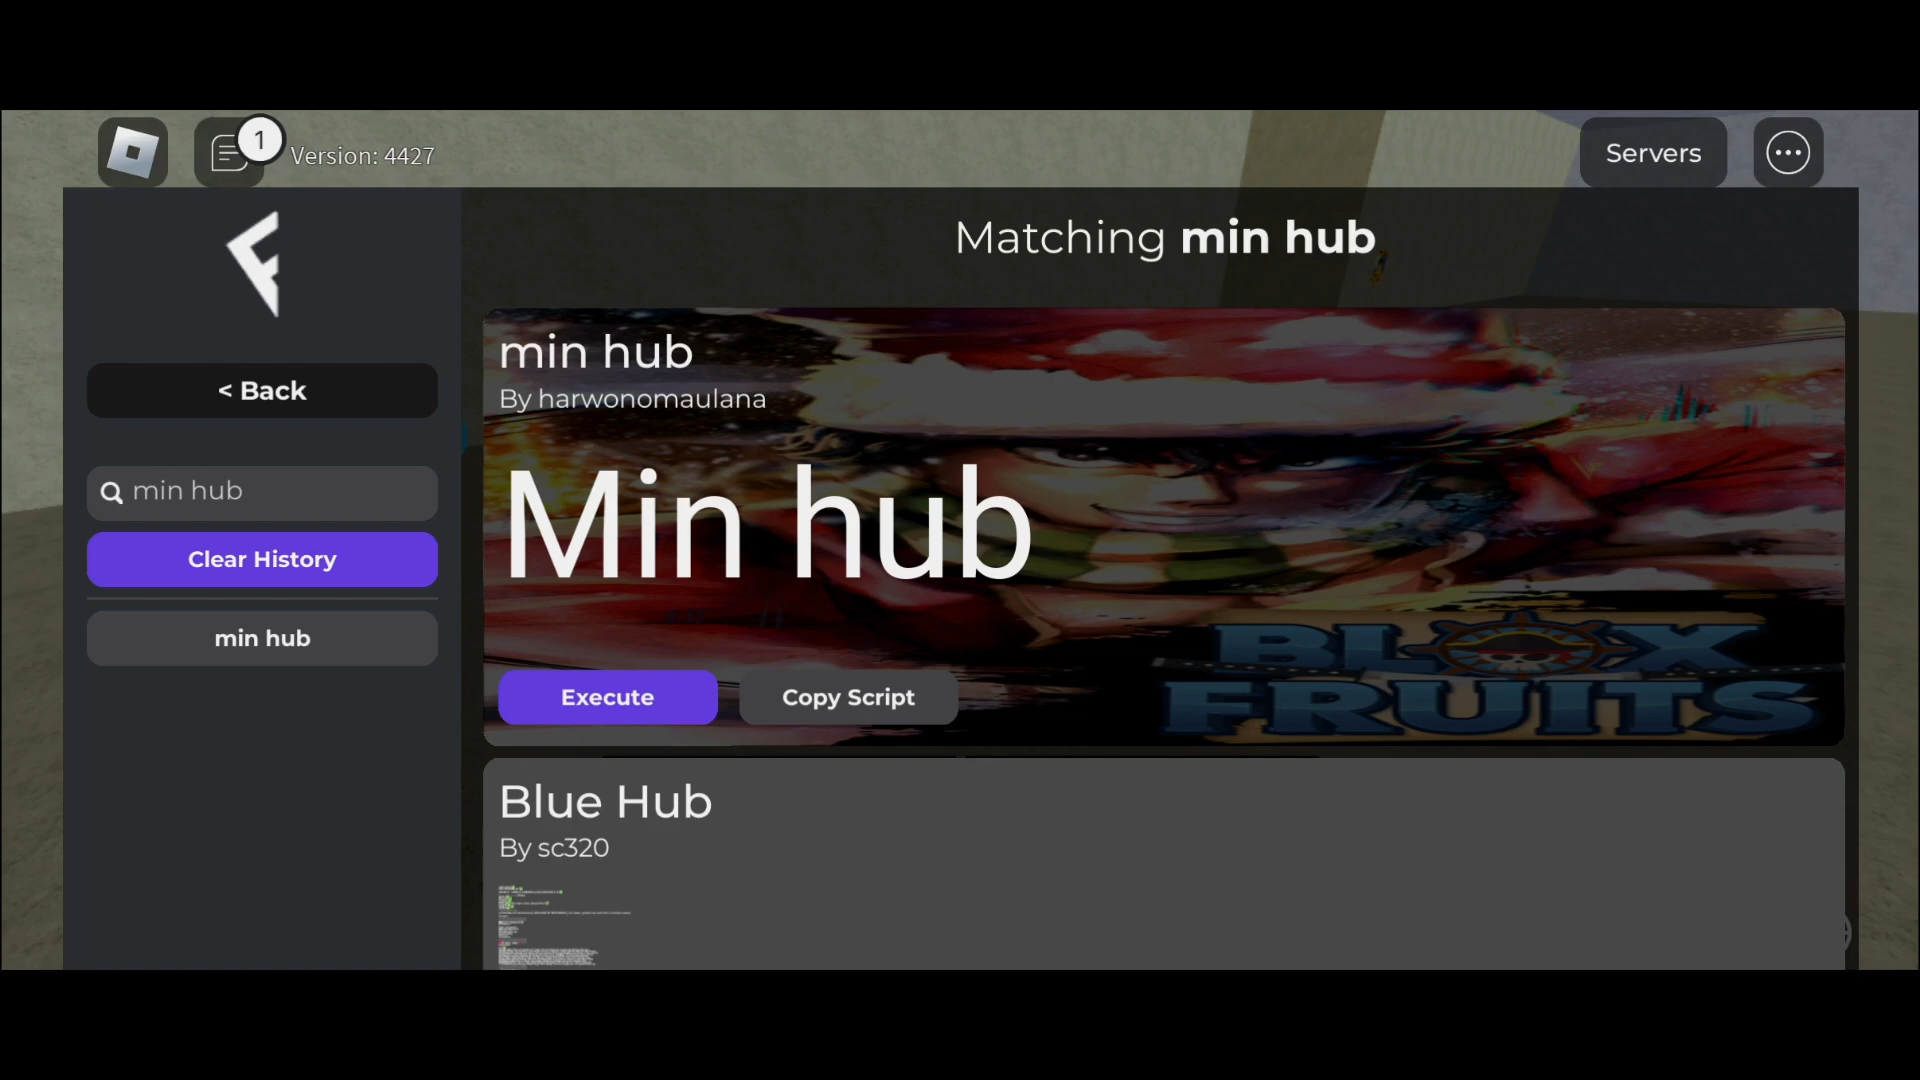 1
Version: 4427
Servers
Matching min hub
< Back
min hub
Clear History
min hub
min hub
By harwonomaulana
Min hub
Execute
Copy Script
BLOX
FRUITS
Blue Hub
By sc320